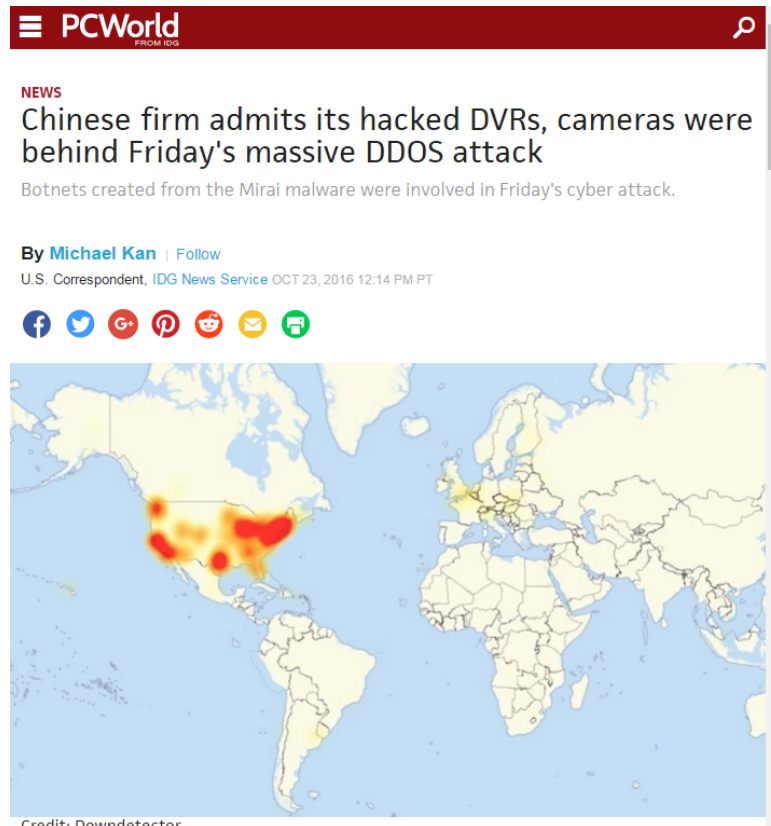 PCWorld
FROM IDG
NEWS
Chinese firm admits its hacked DVRs, cameras were
behind Friday's massive DDOS attack
Botnets created from the Mirai malware were involved in Friday's cyber attack.
By Michael Kan | Follow
U.S. Correspondent, IDG News Service OCT 23, 2016 12:14 PM PT
G+
Credit: Downdetector